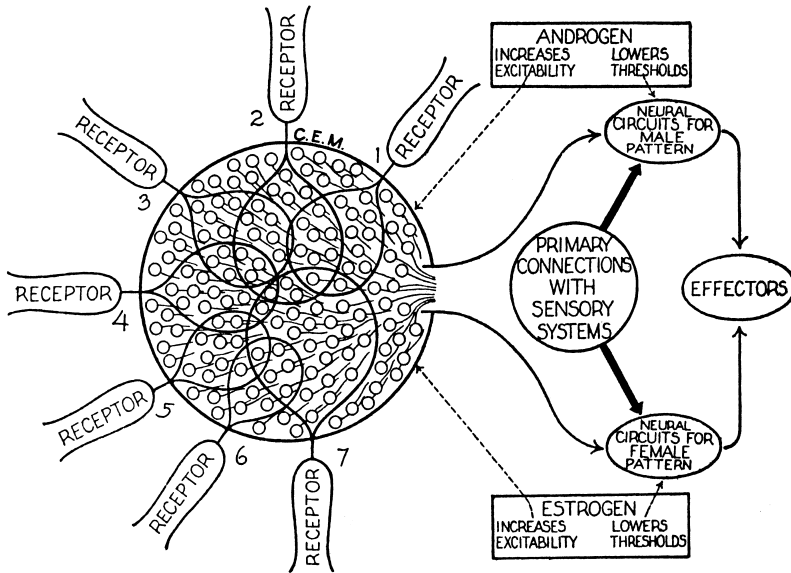 ANDROGEN
INCREASES LOWERS
EXCITABILITY THRESHOLDS
RECEPTOR
2
C.E.M.
1
RECEPTOR
NEURAL
CIRCUITS FOR
MALE
PATTERN
RECEPTOR
3
PRIMARY
CONNECTIONS
WITH
SENSORY
SYSTEMS
EFFECTORS
RECEPTOR
4
RECEPTOR
5
RECEPTOR
6
RECEPTOR
7
NEURAL
CIRCUITS FOR
FEMALE
PATTERN
ESTROGEN
INCREASES LOWERS
EXCITABILITY THRESHOLDS